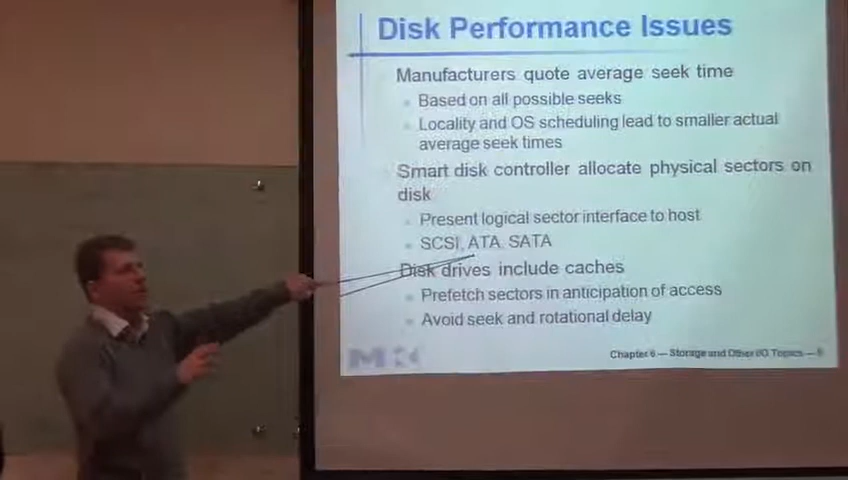 Disk Performance Issues
Manufacturers quote average seek time
Based on all possible seeks
Locality and OS scheduling lead to smaller actual
average seek times
Smart disk controller allocate physical sectors on
disk
Present logical sector interface to host
SCSI, ATA, SATA
Disk drives include caches
Prefetch sectors in anticipation of access
Avoid seek and rotational delay
Chapter 6 — Storage and Other I/O Topics —